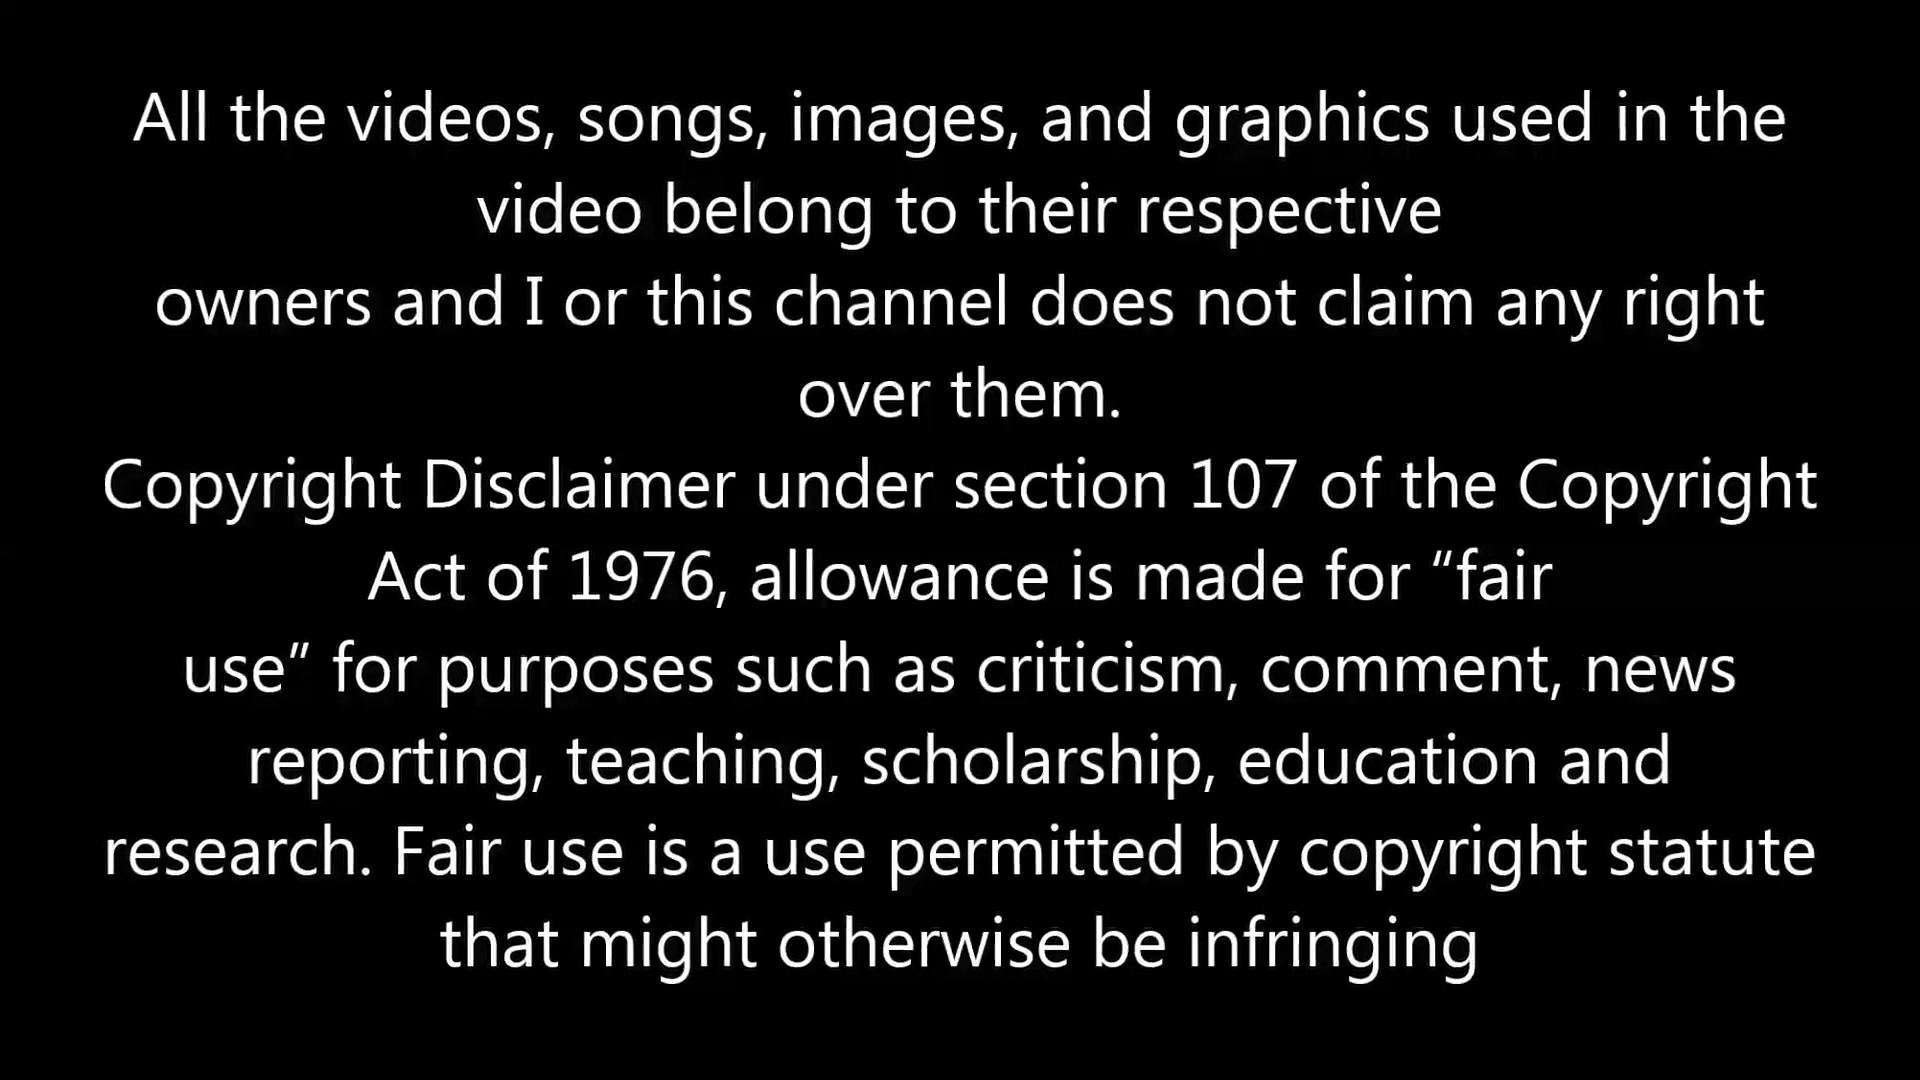 All the videos, songs, images, and graphics used in the
video belong to their respective
owners and I or this channel does not claim any right
over them.
Copyright Disclaimer under section 107 of the Copyright
Act of 1976, allowance is made for “fair
use” for purposes such as criticism, comment, news
reporting, teaching, scholarship, education and
research. Fair use is a use permitted by copyright statute
that might otherwise be infringing